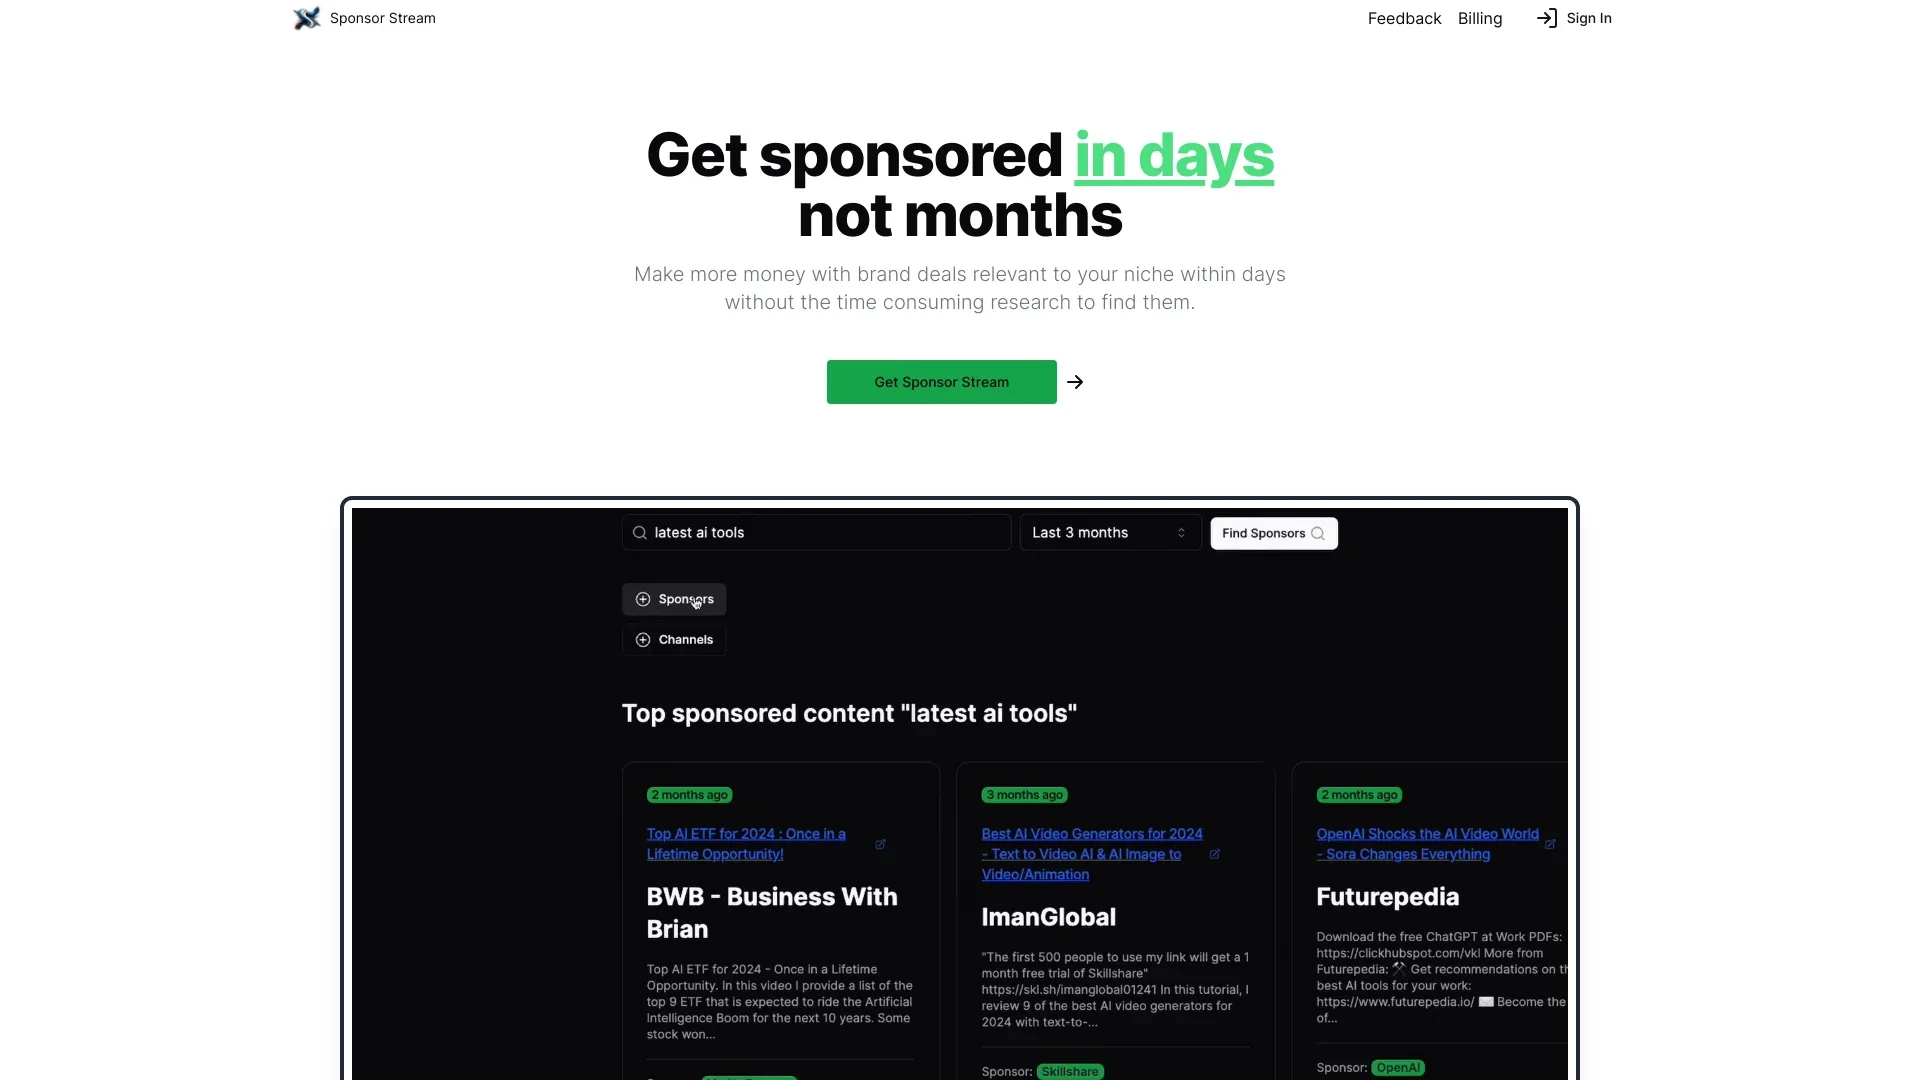 Sponsor Stream
Feedback
Billing
Sign In
Get sponsored in days
not months
Make more money with brand deals relevant to your niche within days
without the time consuming research to find them.
Get Sponsor Stream
latest ai tools
Last 3 months
Find Sponsors
Sponsors
Channels
Top sponsored content "latest ai tools"
2 months ago
Top AI ETF for 2024 : Once in a
Lifetime Opportunity!
BWB - Business With
Brian
Top AI ETF for 2024 - Once in a Lifetime
Opportunity. In this video I provide a list of the
top 9 ETF that is expected to ride the Artificial
Intelligence Boom for the next 10 years. Some
stock won...
3 months ago
Best AI Video Generators for 2024
- Text to Video AI & AI Image to
Video/Animation
ImanGlobal
"The first 500 people to use my link will get a 1
month free trial of Skillshare"
https://skl.sh/imanglobal01241 In this tutorial, I
review 9 of the best AI video generators for
2024 with text-to-...
Sponsor: Skillshare
2 months ago
OpenAI Shocks the AI Video World
- Sora Changes Everything
Futurepedia
Download the free ChatGPT at Work PDFs:
https://clickhubspot.com/vkl More from
Futurepedia: ⚒️ Get recommendations on
best AI tools for your work:
https://www.futurepedia.io/ ✉️ Become the
of...
Sponsor: OpenAI